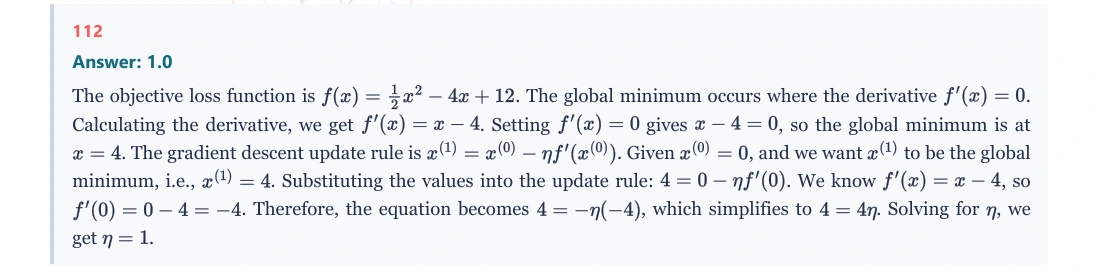 112
Answer: 1.0
The objective loss function is f(x) = ½x² − 4x + 12. The global minimum occurs where the derivative f′(x) = 0.
Calculating the derivative, we get f′(x) = x − 4. Setting f′(x) = 0 gives x − 4 = 0, so the global minimum is at
x = 4. The gradient descent update rule is x⁽¹⁾ = x⁽⁰⁾ − ηf′(x⁽⁰⁾). Given x⁽⁰⁾ = 0, and we want x⁽¹⁾ to be the global
minimum, i.e., x⁽¹⁾ = 4. Substituting the values into the update rule: 4 = 0 − ηf′(0). We know f′(x) = x − 4, so
f′(0) = 0 − 4 = −4. Therefore, the equation becomes 4 = −η(−4), which simplifies to 4 = 4η. Solving for η, we
get η = 1.